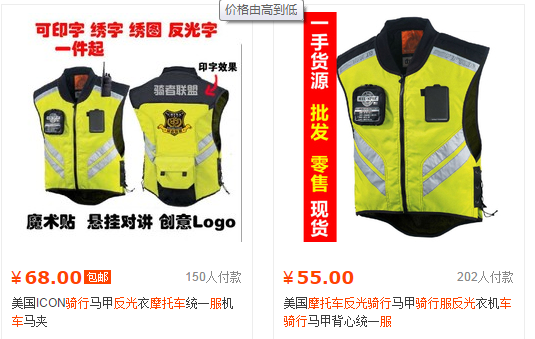 价格由高到低
可印字 绣字 绣图 反光字
一件起
印字效果
骑者联盟
魔术贴 悬挂对讲 创意Logo
一手货源 批发 零售 现货
¥68.00 包邮
150人付款
美国ICON骑行马甲反光衣摩托车统一服机
车马夹
¥55.00
202人付款
美国摩托车反光骑行马甲骑行服反光衣机车
骑行马甲背心统一服